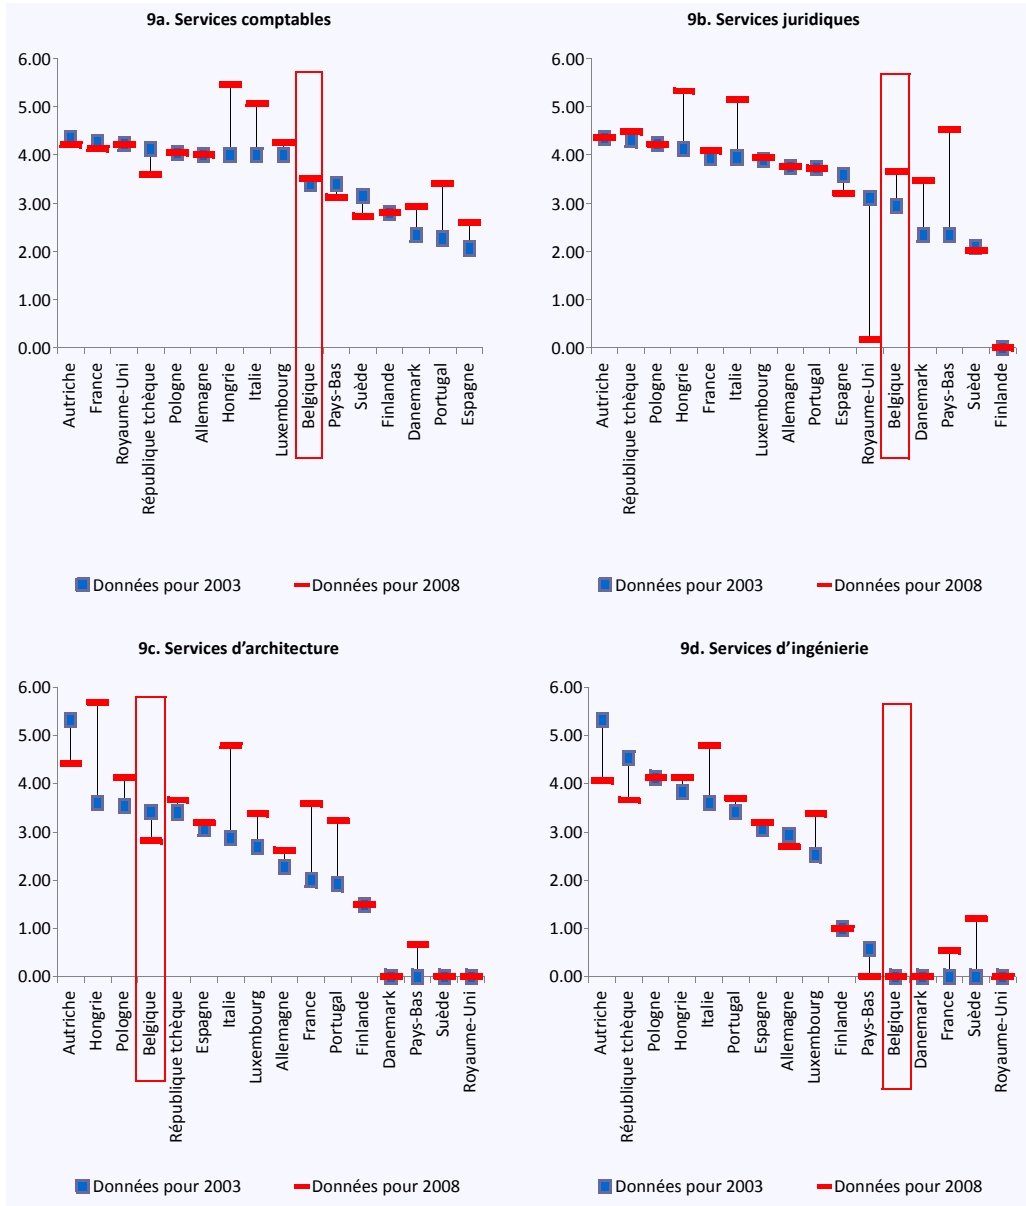 9a. Services comptables
6.00
5.00
4.00
3.00
2.00
1.00
0.00
Autriche
France
Royaume-Uni
République tchèque
Pologne
Allemagne
Hongrie
Italie
Luxembourg
Belgique
Pays-Bas
Suède
Finlande
Danemark
Portugal
Espagne
Données pour 2003 Données pour 2008
9b. Services juridiques
6.00
5.00
4.00
3.00
2.00
1.00
0.00
Autriche
République tchèque
Pologne
Hongrie
France
Italie
Luxembourg
Allemagne
Portugal
Espagne
Royaume-Uni
Belgique
Danemark
Pays-Bas
Suède
Finlande
Données pour 2003 Données pour 2008
9c. Services d’architecture
6.00
5.00
4.00
3.00
2.00
1.00
0.00
Autriche
Hongrie
Pologne
Belgique
République tchèque
Espagne
Italie
Luxembourg
Allemagne
France
Portugal
Finlande
Danemark
Pays-Bas
Suède
Royaume-Uni
Données pour 2003 Données pour 2008
9d. Services d’ingénierie
6.00
5.00
4.00
3.00
2.00
1.00
0.00
Autriche
République tchèque
Pologne
Hongrie
Italie
Portugal
Espagne
Allemagne
Luxembourg
Finlande
Pays-Bas
Belgique
Danemark
France
Suède
Royaume-Uni
Données pour 2003 Données pour 2008